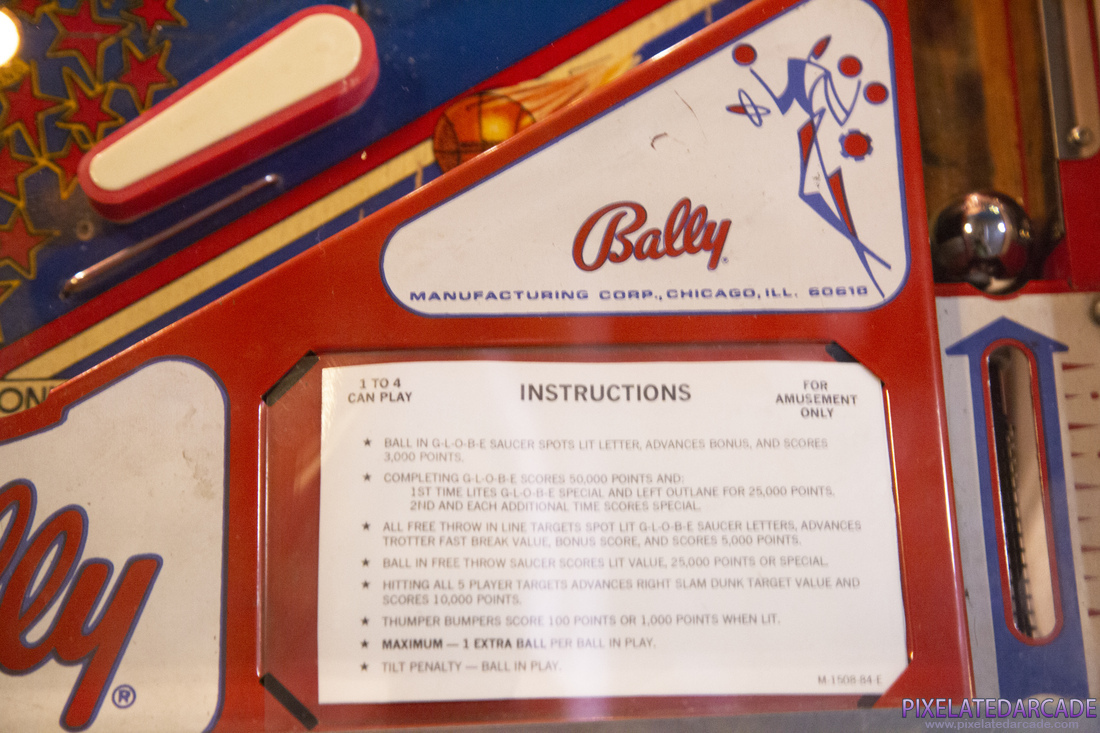 Bally
MANUFACTURING CORP., CHICAGO, ILL. 60618
1 TO 4
CAN PLAY
INSTRUCTIONS
FOR
AMUSEMENT
ONLY
★ BALL IN G-L-O-B-E SAUCER SPOTS LIT LETTER, ADVANCES BONUS, AND SCORES
3,000 POINTS.
★ COMPLETING G-L-O-B-E SCORES 50,000 POINTS AND:
1ST TIME LITES G-L-O-B-E SPECIAL AND LEFT OUTLANE FOR 25,000 POINTS.
2ND AND EACH ADDITIONAL TIME SCORES SPECIAL.
★ ALL FREE THROW IN LINE TARGETS SPOT LIT G-L-O-B-E SAUCER LETTERS, ADVANCES
TROTTER FAST BREAK VALUE, BONUS SCORE, AND SCORES 5,000 POINTS.
★ BALL IN FREE THROW SAUCER SCORES LIT VALUE, 25,000 POINTS OR SPECIAL.
★ HITTING ALL 5 PLAYER TARGETS ADVANCES RIGHT SLAM DUNK TARGET VALUE AND
SCORES 10,000 POINTS.
★ THUMPER BUMPERS SCORE 100 POINTS OR 1,000 POINTS WHEN LIT.
★ MAXIMUM — 1 EXTRA BALL PER BALL IN PLAY.
★ TILT PENALTY — BALL IN PLAY.
M-1508-84-E
ON
lly
®
PIXELATEDARCADE
www.pixelatedarcade.com